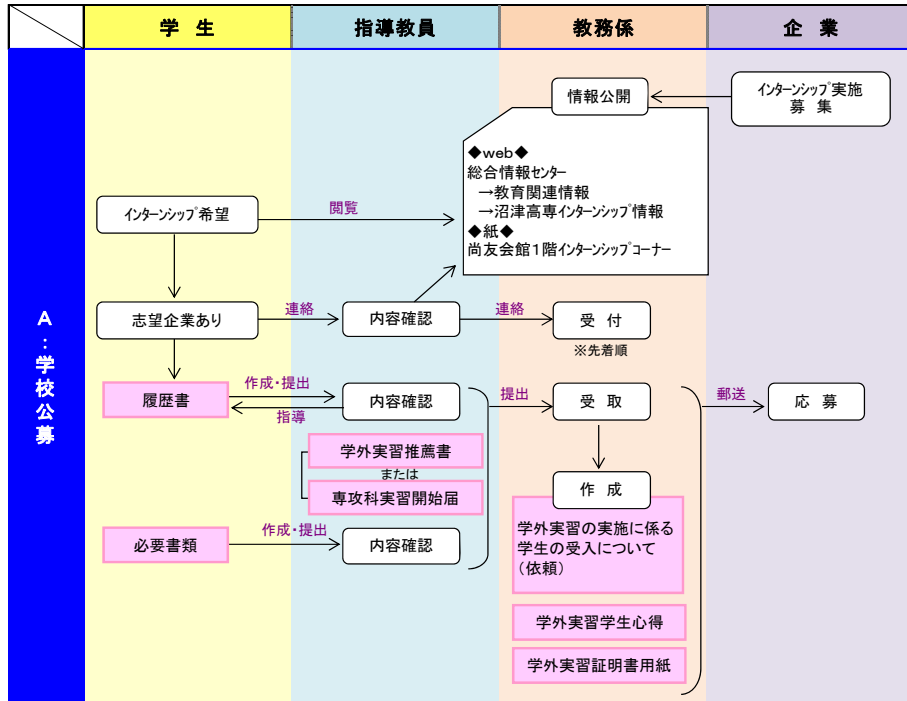 学 生
指導教員
教務係
企 業
A:学校公募
情報公開
インターンシップ実施
募 集
◆web◆
総合情報センター
→教育関連情報
→沼津高専インターンシップ情報
◆紙◆
尚友会館1階インターンシップコーナー
インターンシップ希望
閲覧
志望企業あり
連絡
内容確認
連絡
受 付
※先着順
履歴書
作成・提出
指導
内容確認
提出
受 取
郵送
応 募
学外実習推薦書
または
専攻科実習開始届
作 成
学外実習の実施に係る
学生の受入について
(依頼)
必要書類
作成・提出
内容確認
学外実習学生心得
学外実習証明書用紙